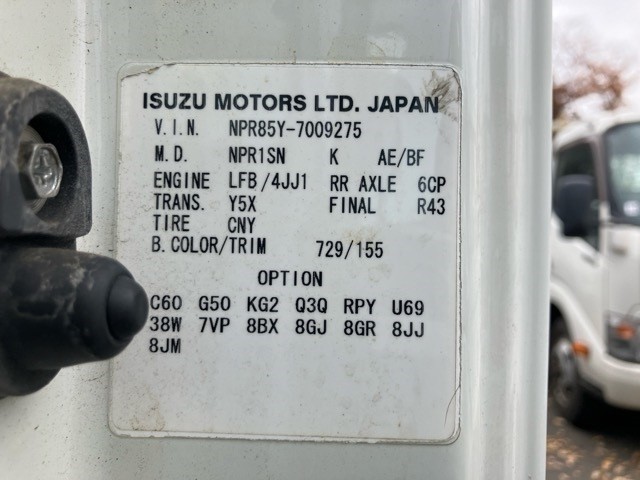 ISUZU MOTORS LTD. JAPAN
V.I.N. NPR85Y-7009275
M.D. NPR1SN K AE/BF
ENGINE LFB/4JJ1 RR AXLE 6CP
TRANS. Y5X FINAL R43
TIRE CNY
B.COLOR/TRIM 729/155
OPTION
C60 G50 KG2 Q3Q RPY U69
38W 7VP 8BX 8GJ 8GR 8JJ
8JM